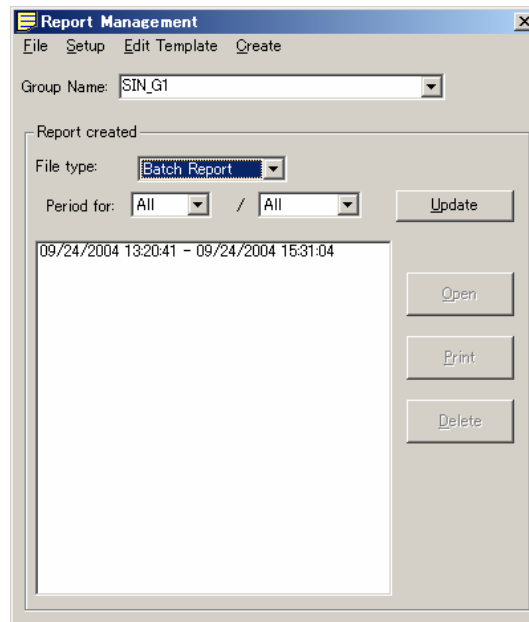 Report Management
File Setup Edit Template Create
Group Name: SIN_G1
Report created
File type: Batch Report
Period for: All / All Update
09/24/2004 13:20:41 - 09/24/2004 15:31:04
Open
Print
Delete